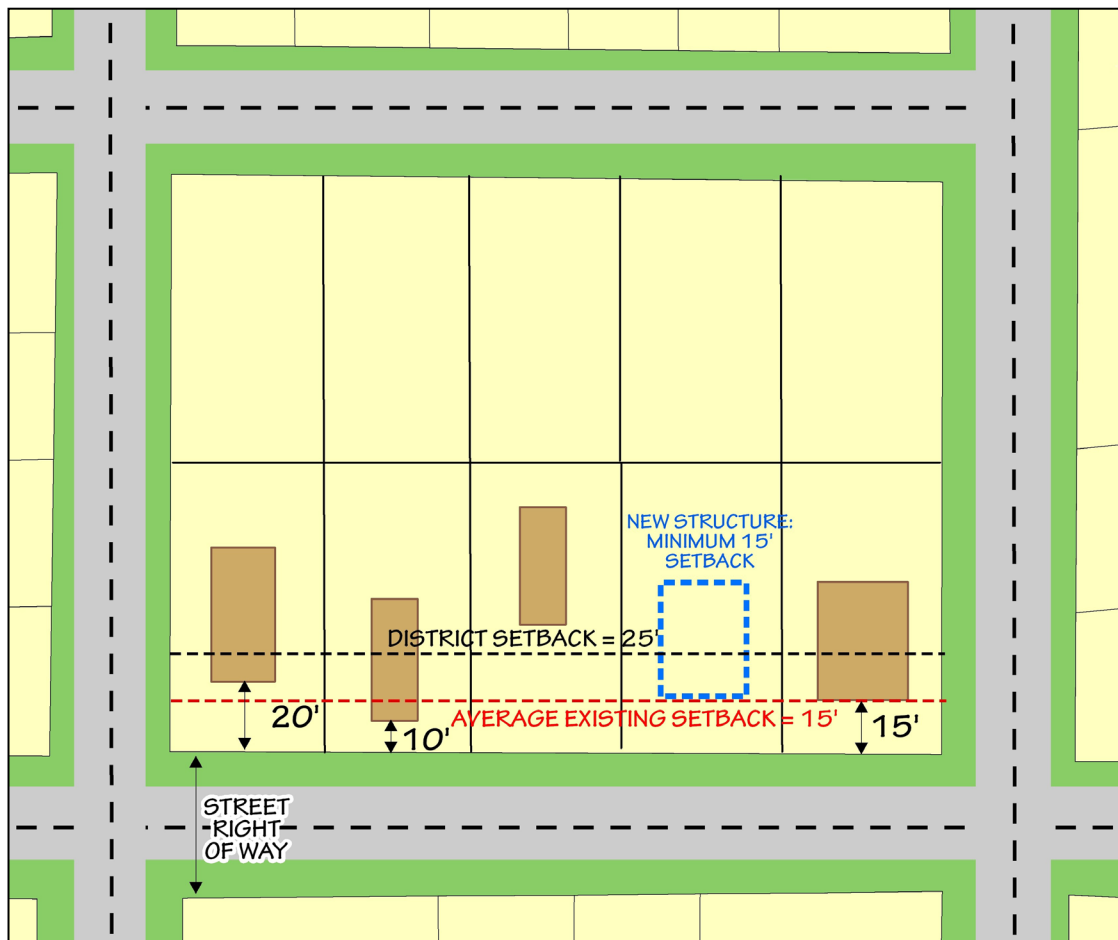 NEW STRUCTURE:
MINIMUM 15'
SETBACK
DISTRICT SETBACK = 25'
20'
10'
AVERAGE EXISTING SETBACK = 15'
15'
STREET
RIGHT
OF WAY